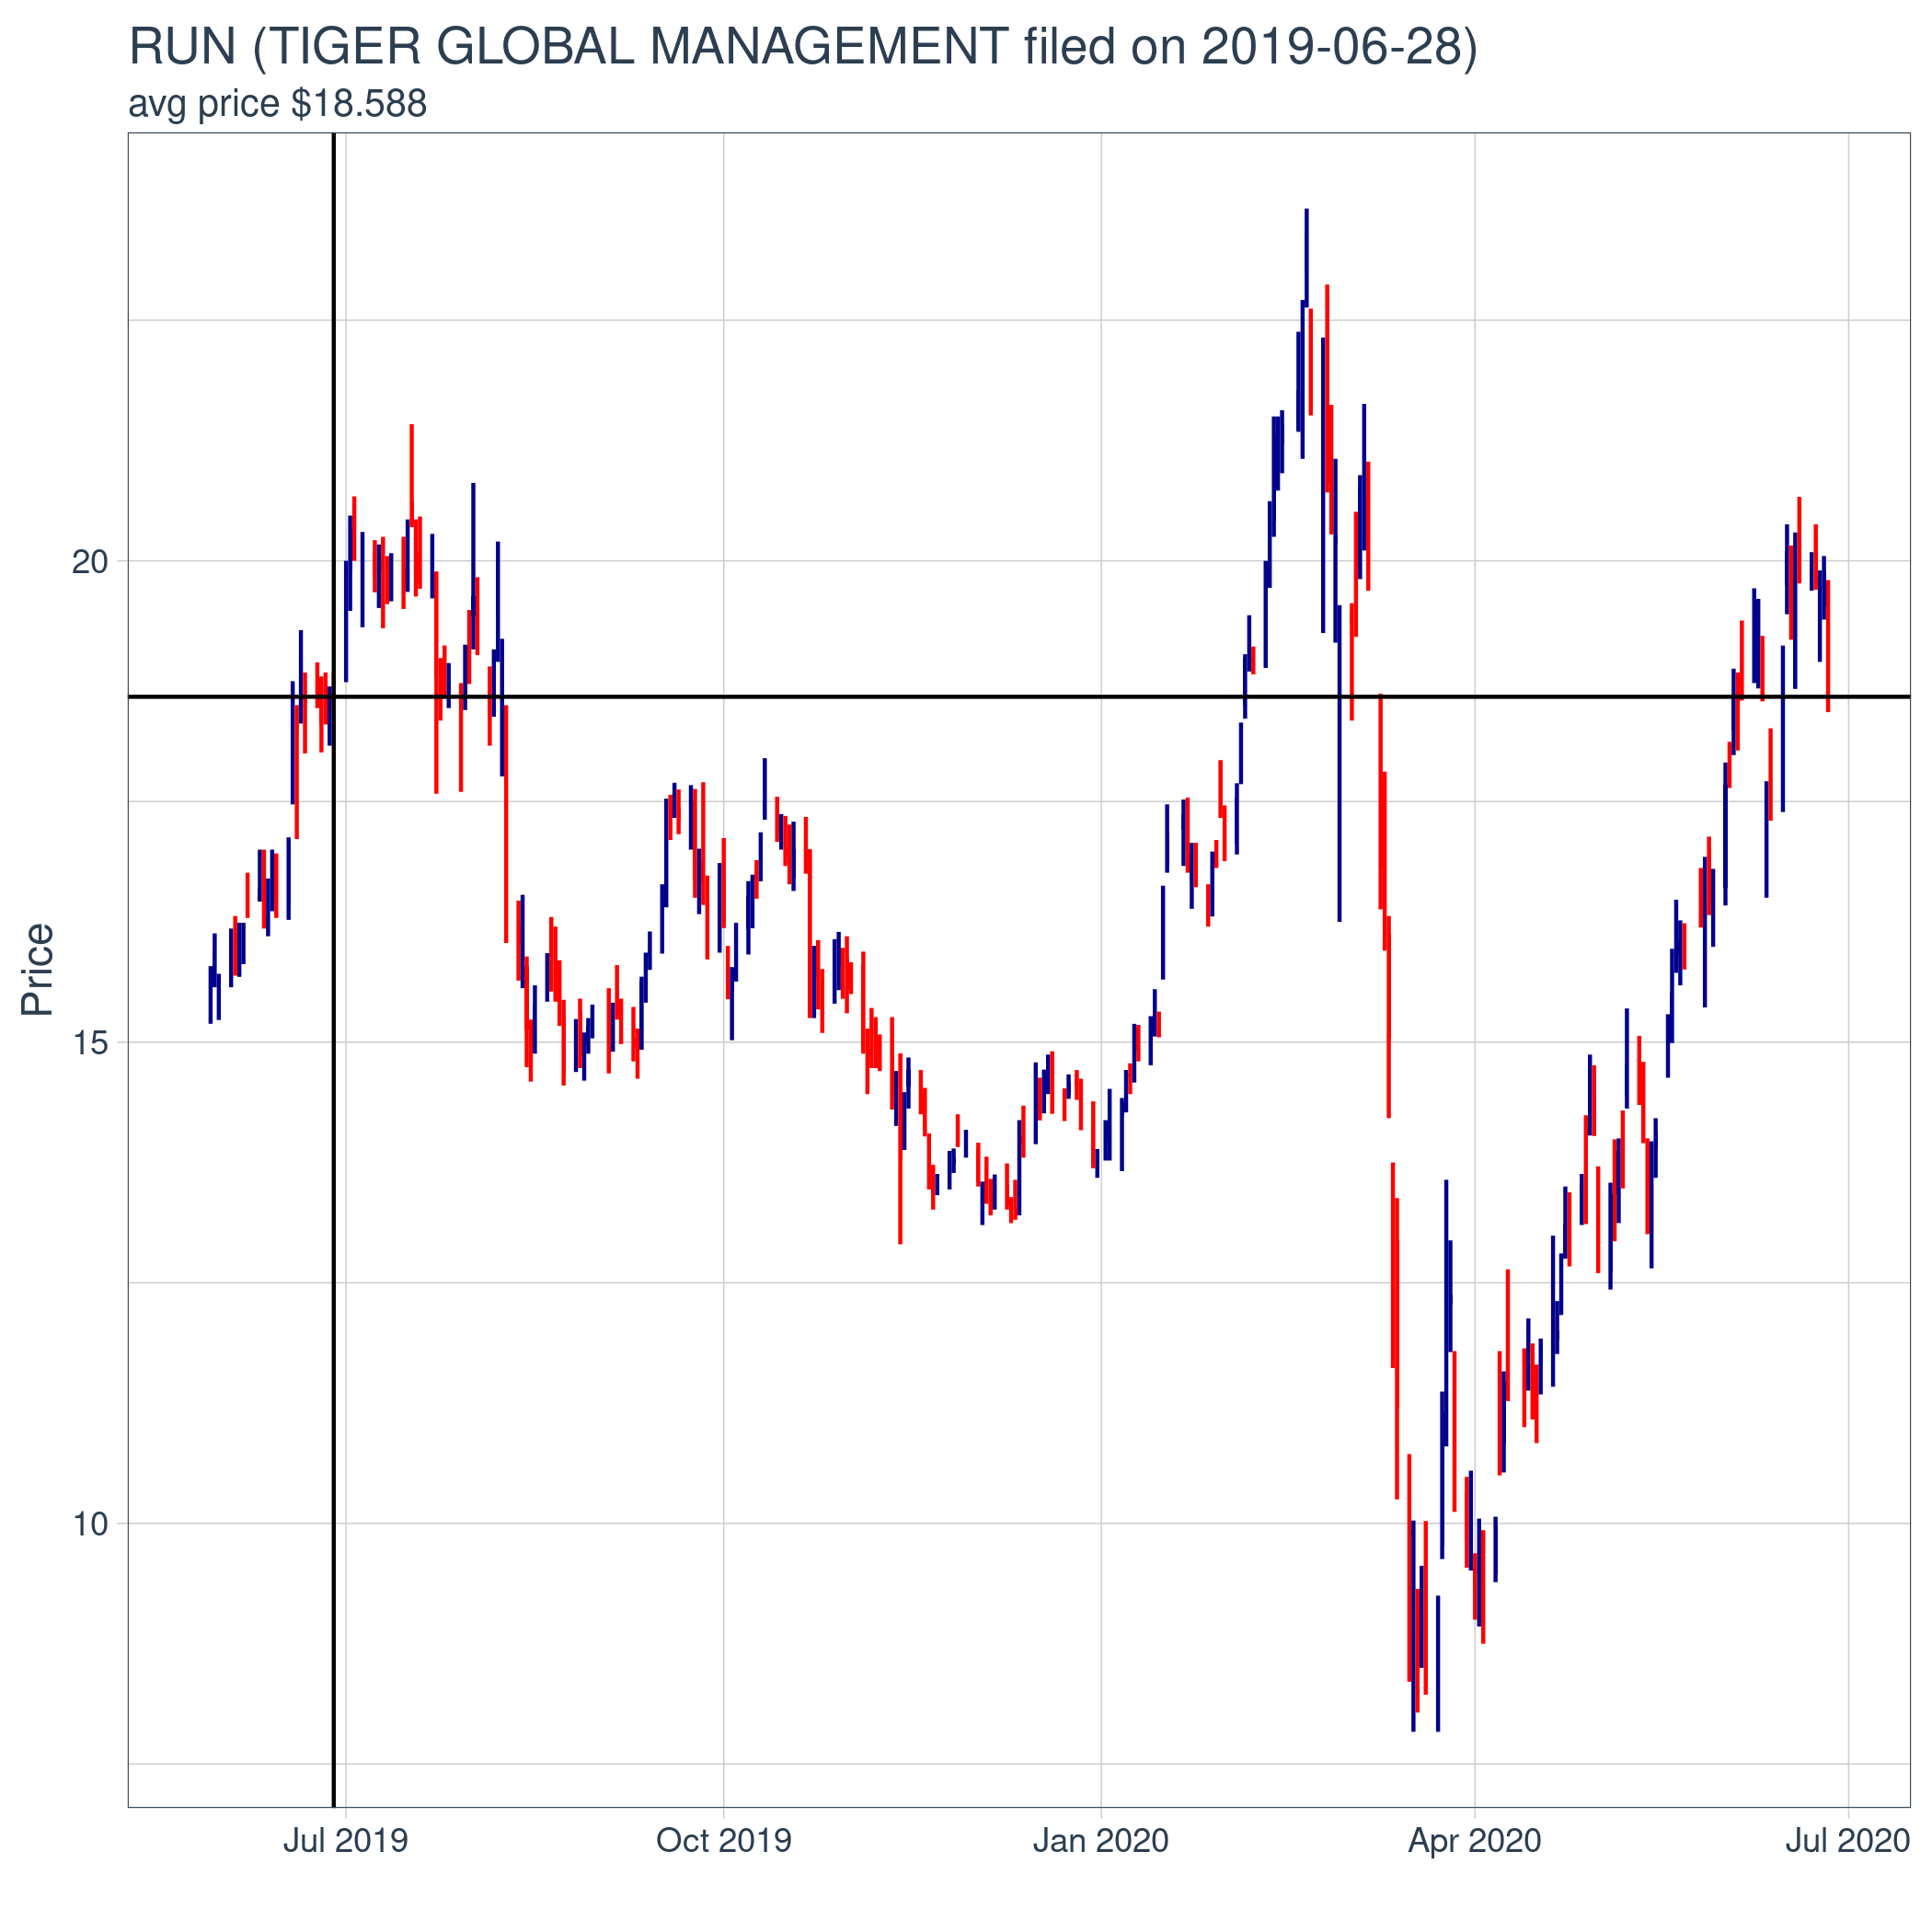 RUN (TIGER GLOBAL MANAGEMENT filed on 2019-06-28)
avg price $18.588
20
15
10
Price
Jul 2019 Oct 2019 Jan 2020 Apr 2020 Jul 2020